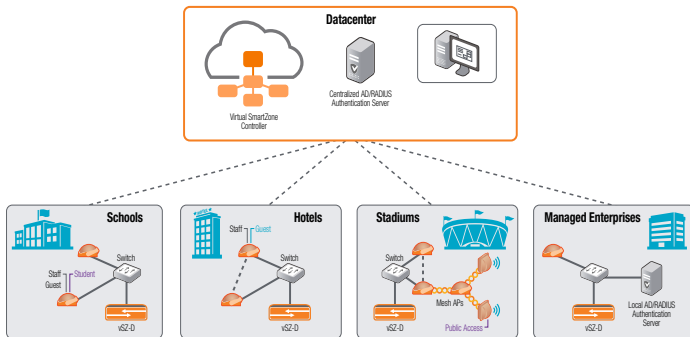 Datacenter
Virtual SmartZone
Controller
Centralized AD/RADIUS
Authentication Server
Schools
Switch
Staff
Student
Guest
vSZ-D
Hotels
Staff
Guest
Switch
vSZ-D
Stadiums
Switch
Mesh APs
vSZ-D
Public Access
Managed Enterprises
Switch
vSZ-D
Local AD/RADIUS
Authentication
Server